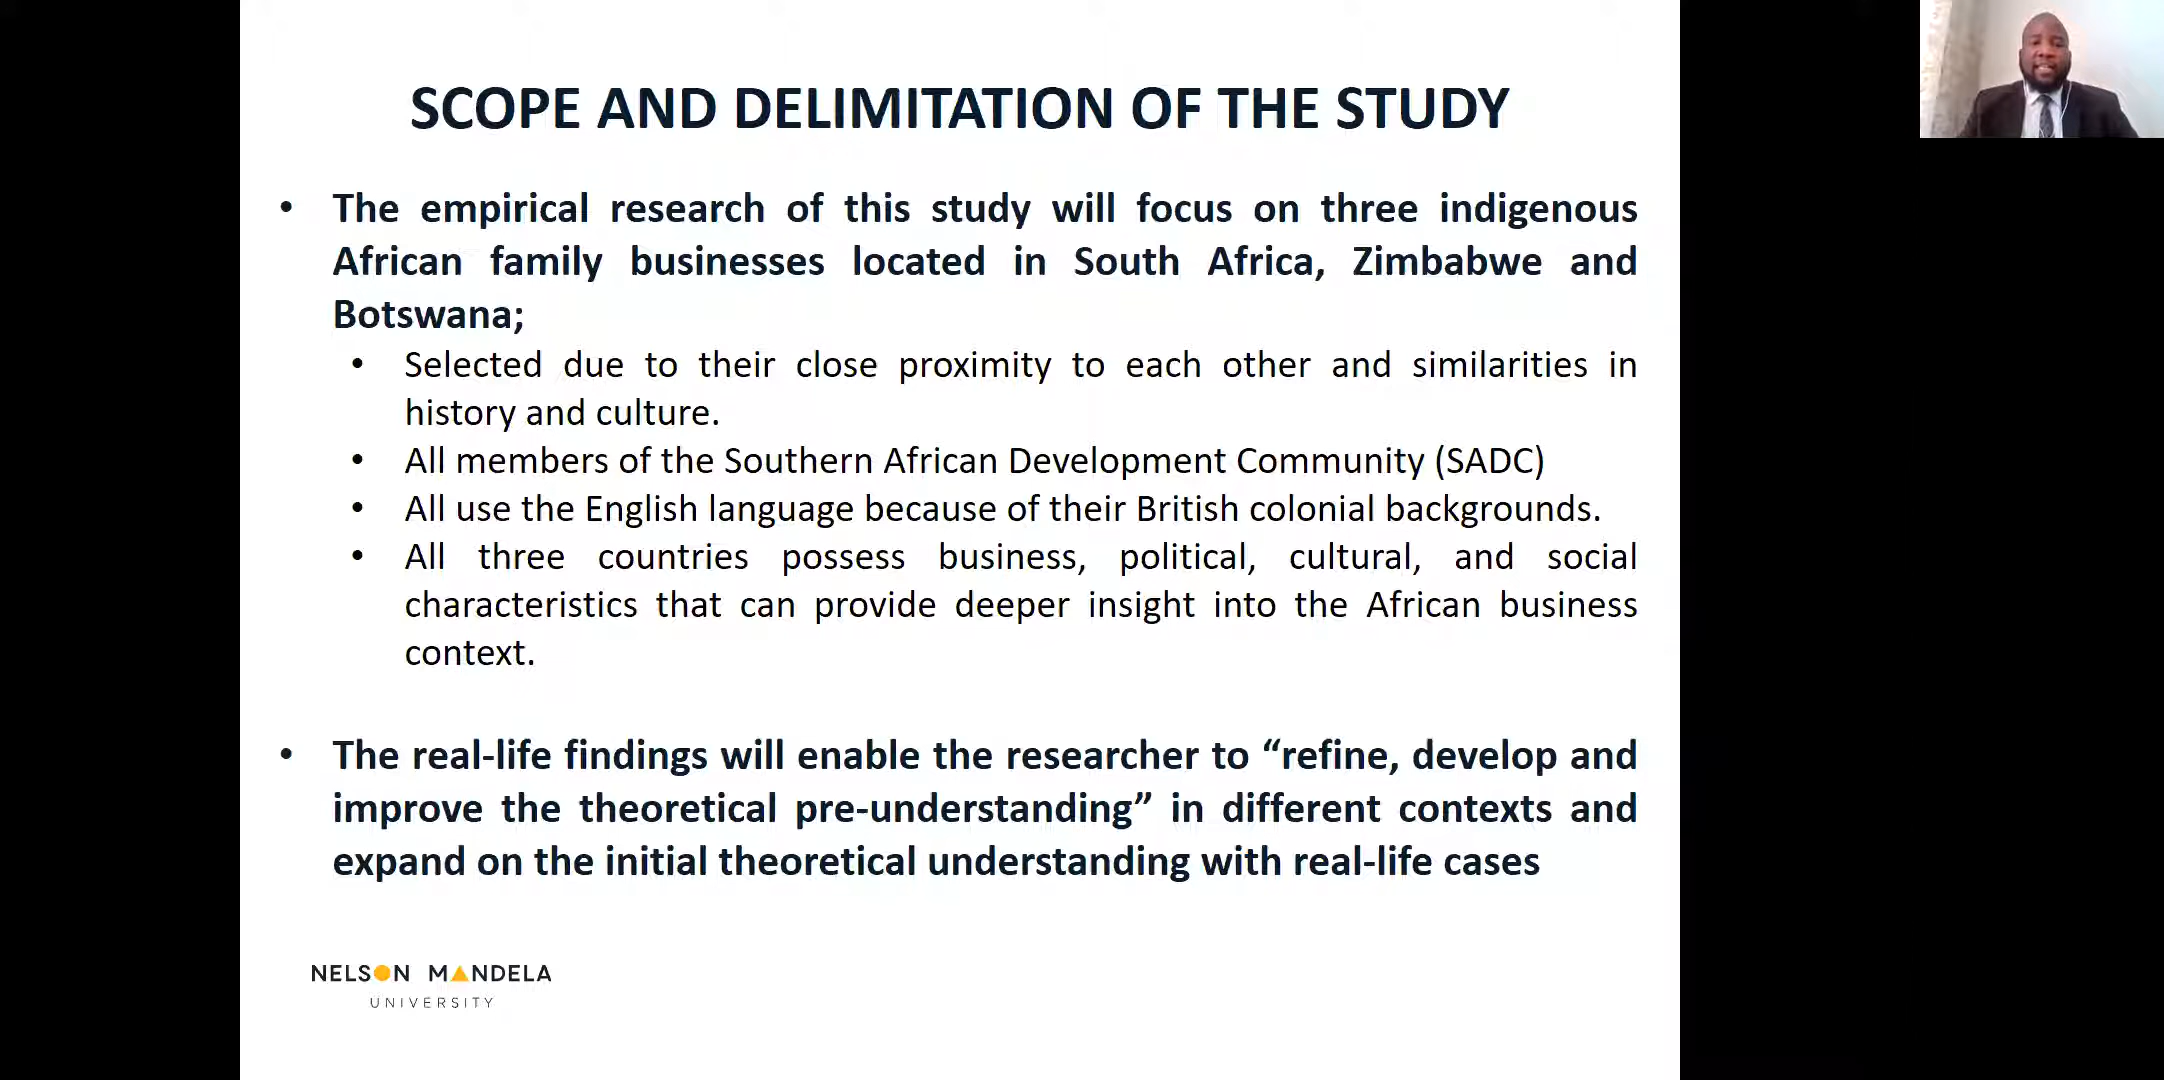 SCOPE AND DELIMITATION OF THE STUDY
• The empirical research of this study will focus on three indigenous
African family businesses located in South Africa, Zimbabwe and
Botswana;
• Selected due to their close proximity to each other and similarities in
history and culture.
• All members of the Southern African Development Community (SADC)
• All use the English language because of their British colonial backgrounds.
• All three countries possess business, political, cultural, and social
characteristics that can provide deeper insight into the African business
context.
• The real-life findings will enable the researcher to “refine, develop and
improve the theoretical pre-understanding” in different contexts and
expand on the initial theoretical understanding with real-life cases
NELSON MANDELA
UNIVERSITY